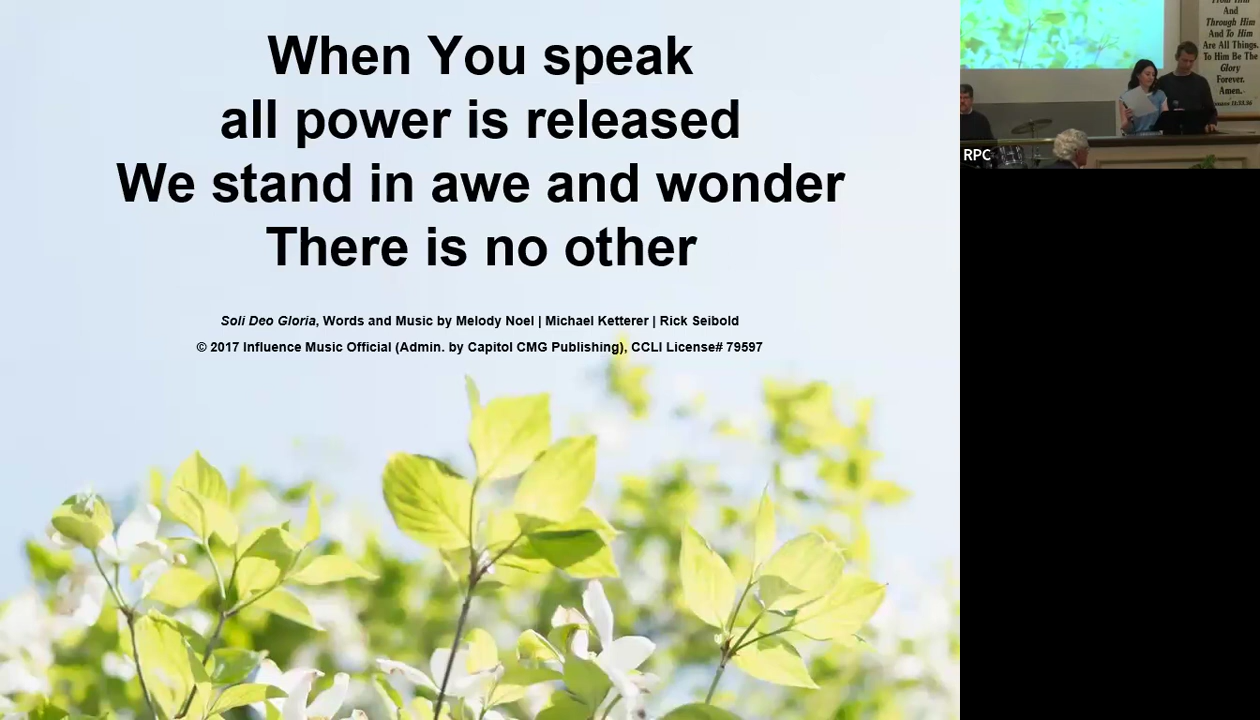 When You speak
all power is released
We stand in awe and wonder
There is no other
Soli Deo Gloria, Words and Music by Melody Noel | Michael Ketterer | Rick Seibold
© 2017 Influence Music Official (Admin. by Capitol CMG Publishing), CCLI License# 79597
From Him
And
Through Him
And To Him
Are All Things.
To Him Be The
Glory
Forever.
Amen.
RPC